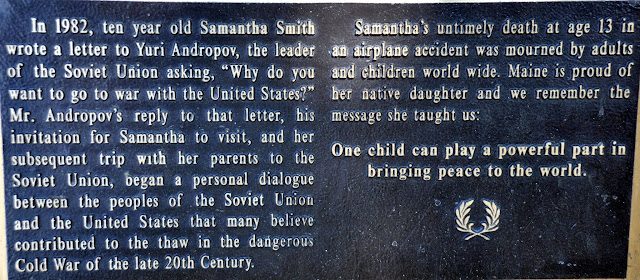 In 1982, ten year old Samantha Smith
wrote a letter to Yuri Andropov, the leader
of the Soviet Union asking, “Why do you
want to go to war with the United States?”
Mr. Andropov’s reply to that letter, his
invitation for Samantha to visit, and her
subsequent trip with her parents to the
Soviet Union, began a personal dialogue
between the peoples of the Soviet Union
and the United States that many believe
contributed to the thaw in the dangerous
Cold War of the late 20th Century.
Samantha’s untimely death at age 13 in
an airplane accident was mourned by adults
and children world wide. Maine is proud of
her native daughter and we remember the
message she taught us:
One child can play a powerful part in
bringing peace to the world.